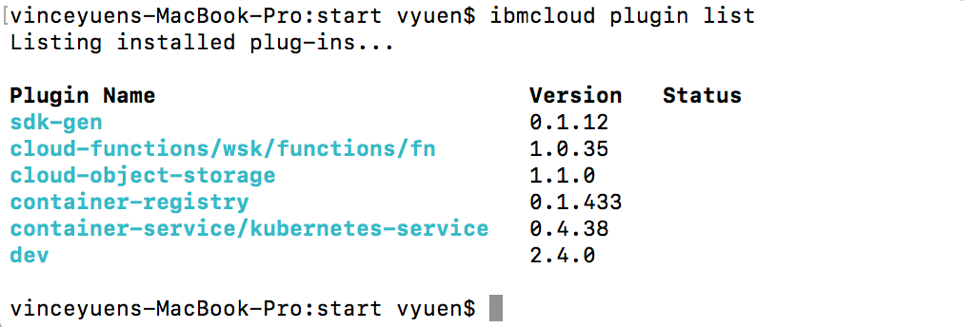 [vinceyuens-MacBook-Pro:start vyuen$ ibmcloud plugin list
Listing installed plug-ins...
Plugin Name Version Status
sdk-gen 0.1.12
cloud-functions/wsk/functions/fn 1.0.35
cloud-object-storage 1.1.0
container-registry 0.1.433
container-service/kubernetes-service 0.4.38
dev 2.4.0
vinceyuens-MacBook-Pro:start vyuen$